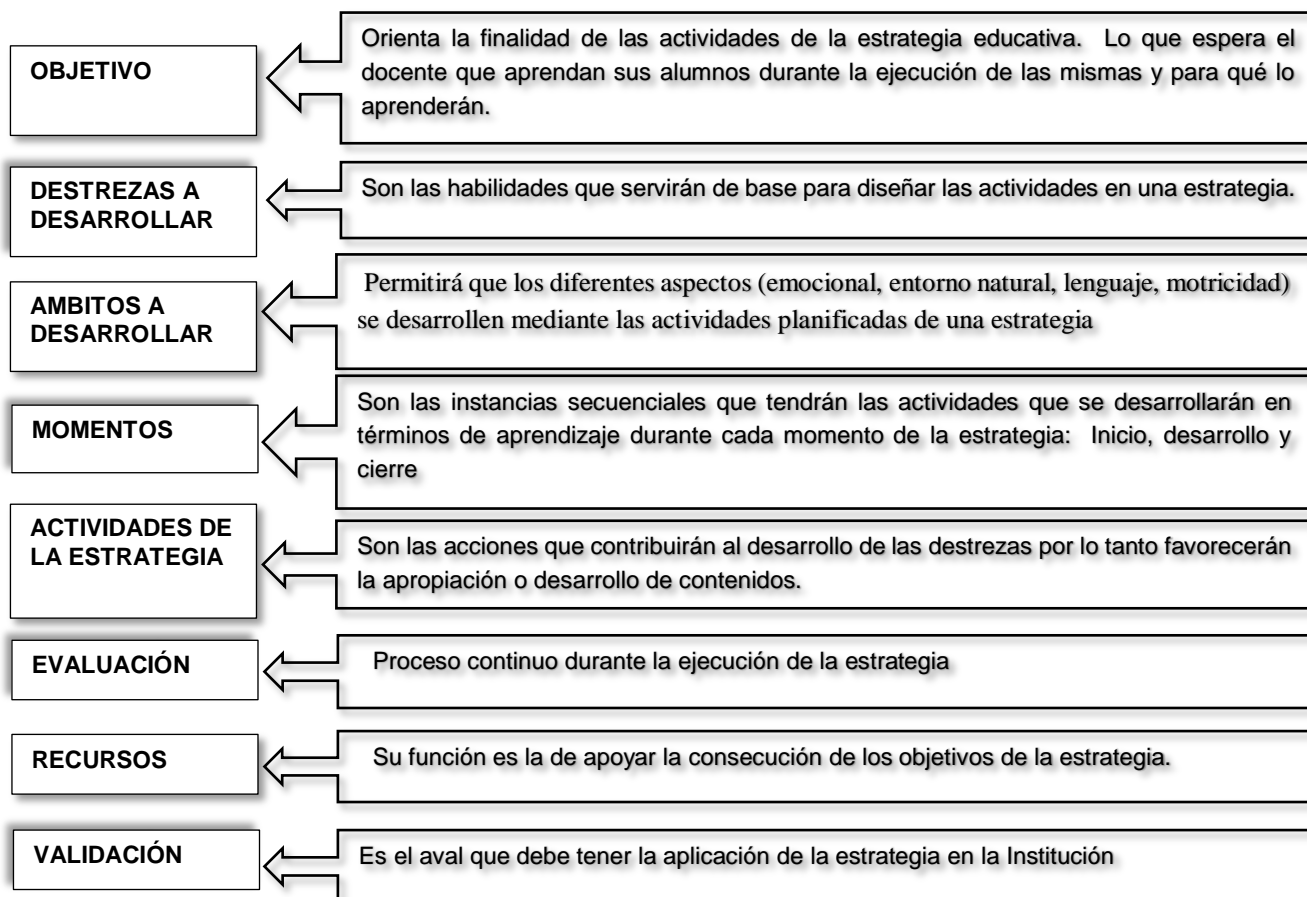 OBJETIVO
Orienta la finalidad de las actividades de la estrategia educativa. Lo que espera el
docente que aprendan sus alumnos durante la ejecución de las mismas y para qué lo
aprenderán.
DESTREZAS A
DESARROLLAR
Son las habilidades que servirán de base para diseñar las actividades en una estrategia.
AMBITOS A
DESARROLLAR
Permitirá que los diferentes aspectos (emocional, entorno natural, lenguaje, motricidad)
se desarrollen mediante las actividades planificadas de una estrategia
MOMENTOS
Son las instancias secuenciales que tendrán las actividades que se desarrollarán en
términos de aprendizaje durante cada momento de la estrategia: Inicio, desarrollo y
cierre
ACTIVIDADES DE
LA ESTRATEGIA
Son las acciones que contribuirán al desarrollo de las destrezas por lo tanto favorecerán
la apropiación o desarrollo de contenidos.
EVALUACIÓN
Proceso continuo durante la ejecución de la estrategia
RECURSOS
Su función es la de apoyar la consecución de los objetivos de la estrategia.
VALIDACIÓN
Es el aval que debe tener la aplicación de la estrategia en la Institución